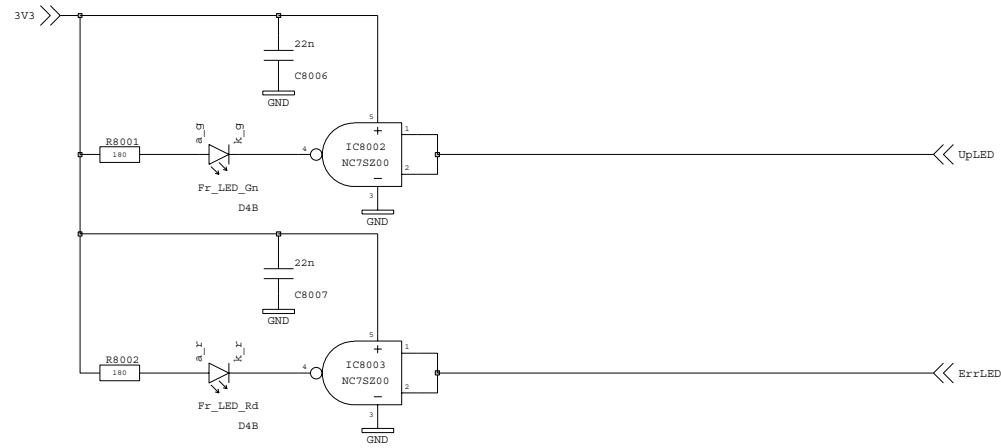 3V3
22n
C8006
GND
5
+
R8001
180
a_g
k_g
4
IC8002
NC7SZ00
1
2
UpLED
Fr_LED_Gn
D4B
3
GND
22n
C8007
GND
5
+
R8002
180
a_r
k_r
4
IC8003
NC7SZ00
1
2
ErrLED
Fr_LED_Rd
D4B
3
GND